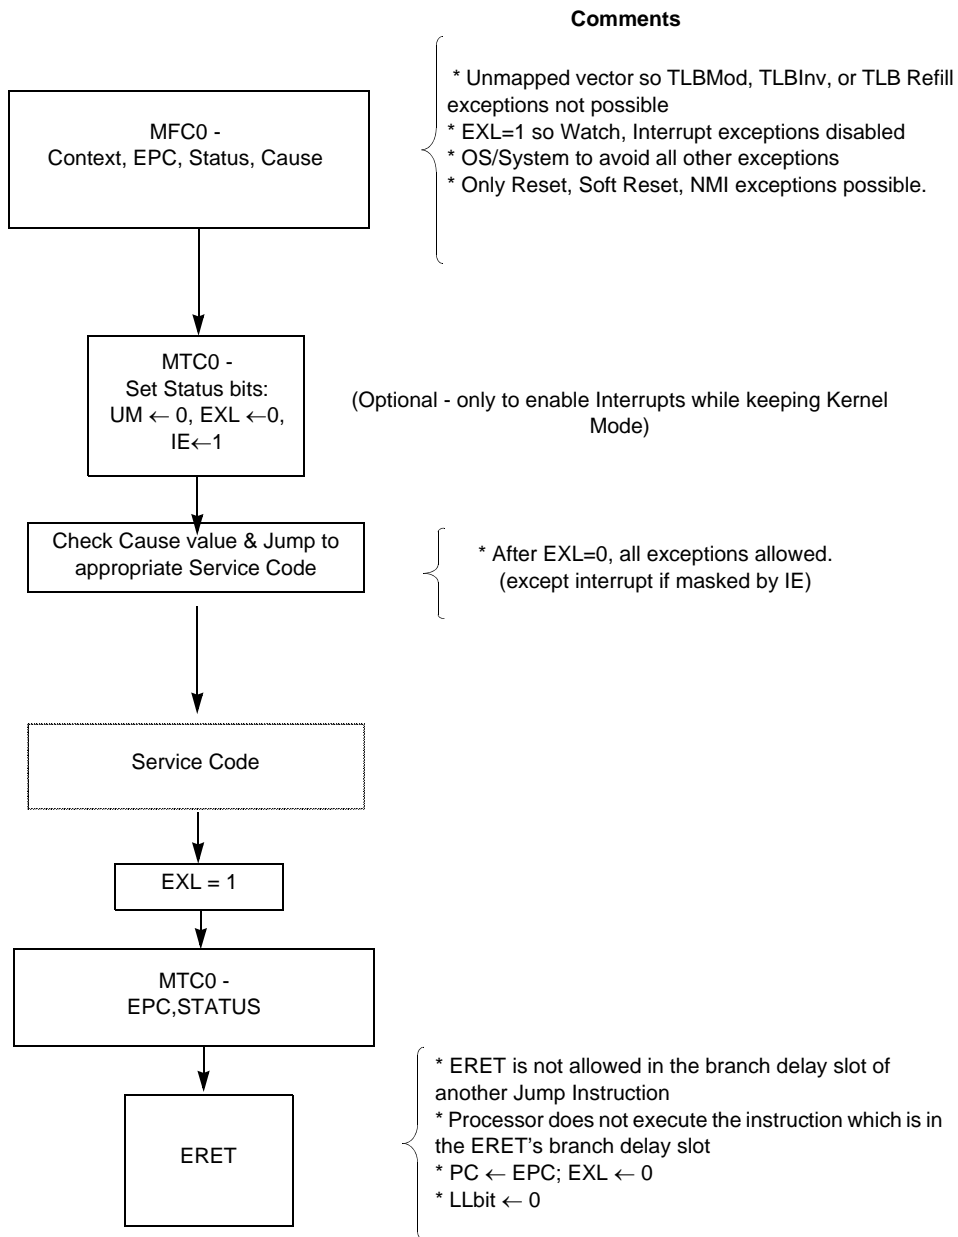 Comments
* Unmapped vector so TLBMod, TLBInv, or TLB Refill
exceptions not possible
* EXL=1 so Watch, Interrupt exceptions disabled
* OS/System to avoid all other exceptions
* Only Reset, Soft Reset, NMI exceptions possible.
MFC0 -
Context, EPC, Status, Cause
MTC0 -
Set Status bits:
UM ← 0, EXL ←0,
IE←1
(Optional - only to enable Interrupts while keeping Kernel
Mode)
Check Cause value & Jump to
appropriate Service Code
* After EXL=0, all exceptions allowed.
(except interrupt if masked by IE)
Service Code
EXL = 1
MTC0 -
EPC,STATUS
ERET
* ERET is not allowed in the branch delay slot of
another Jump Instruction
* Processor does not execute the instruction which is in
the ERET's branch delay slot
* PC ← EPC; EXL ← 0
* LLbit ← 0